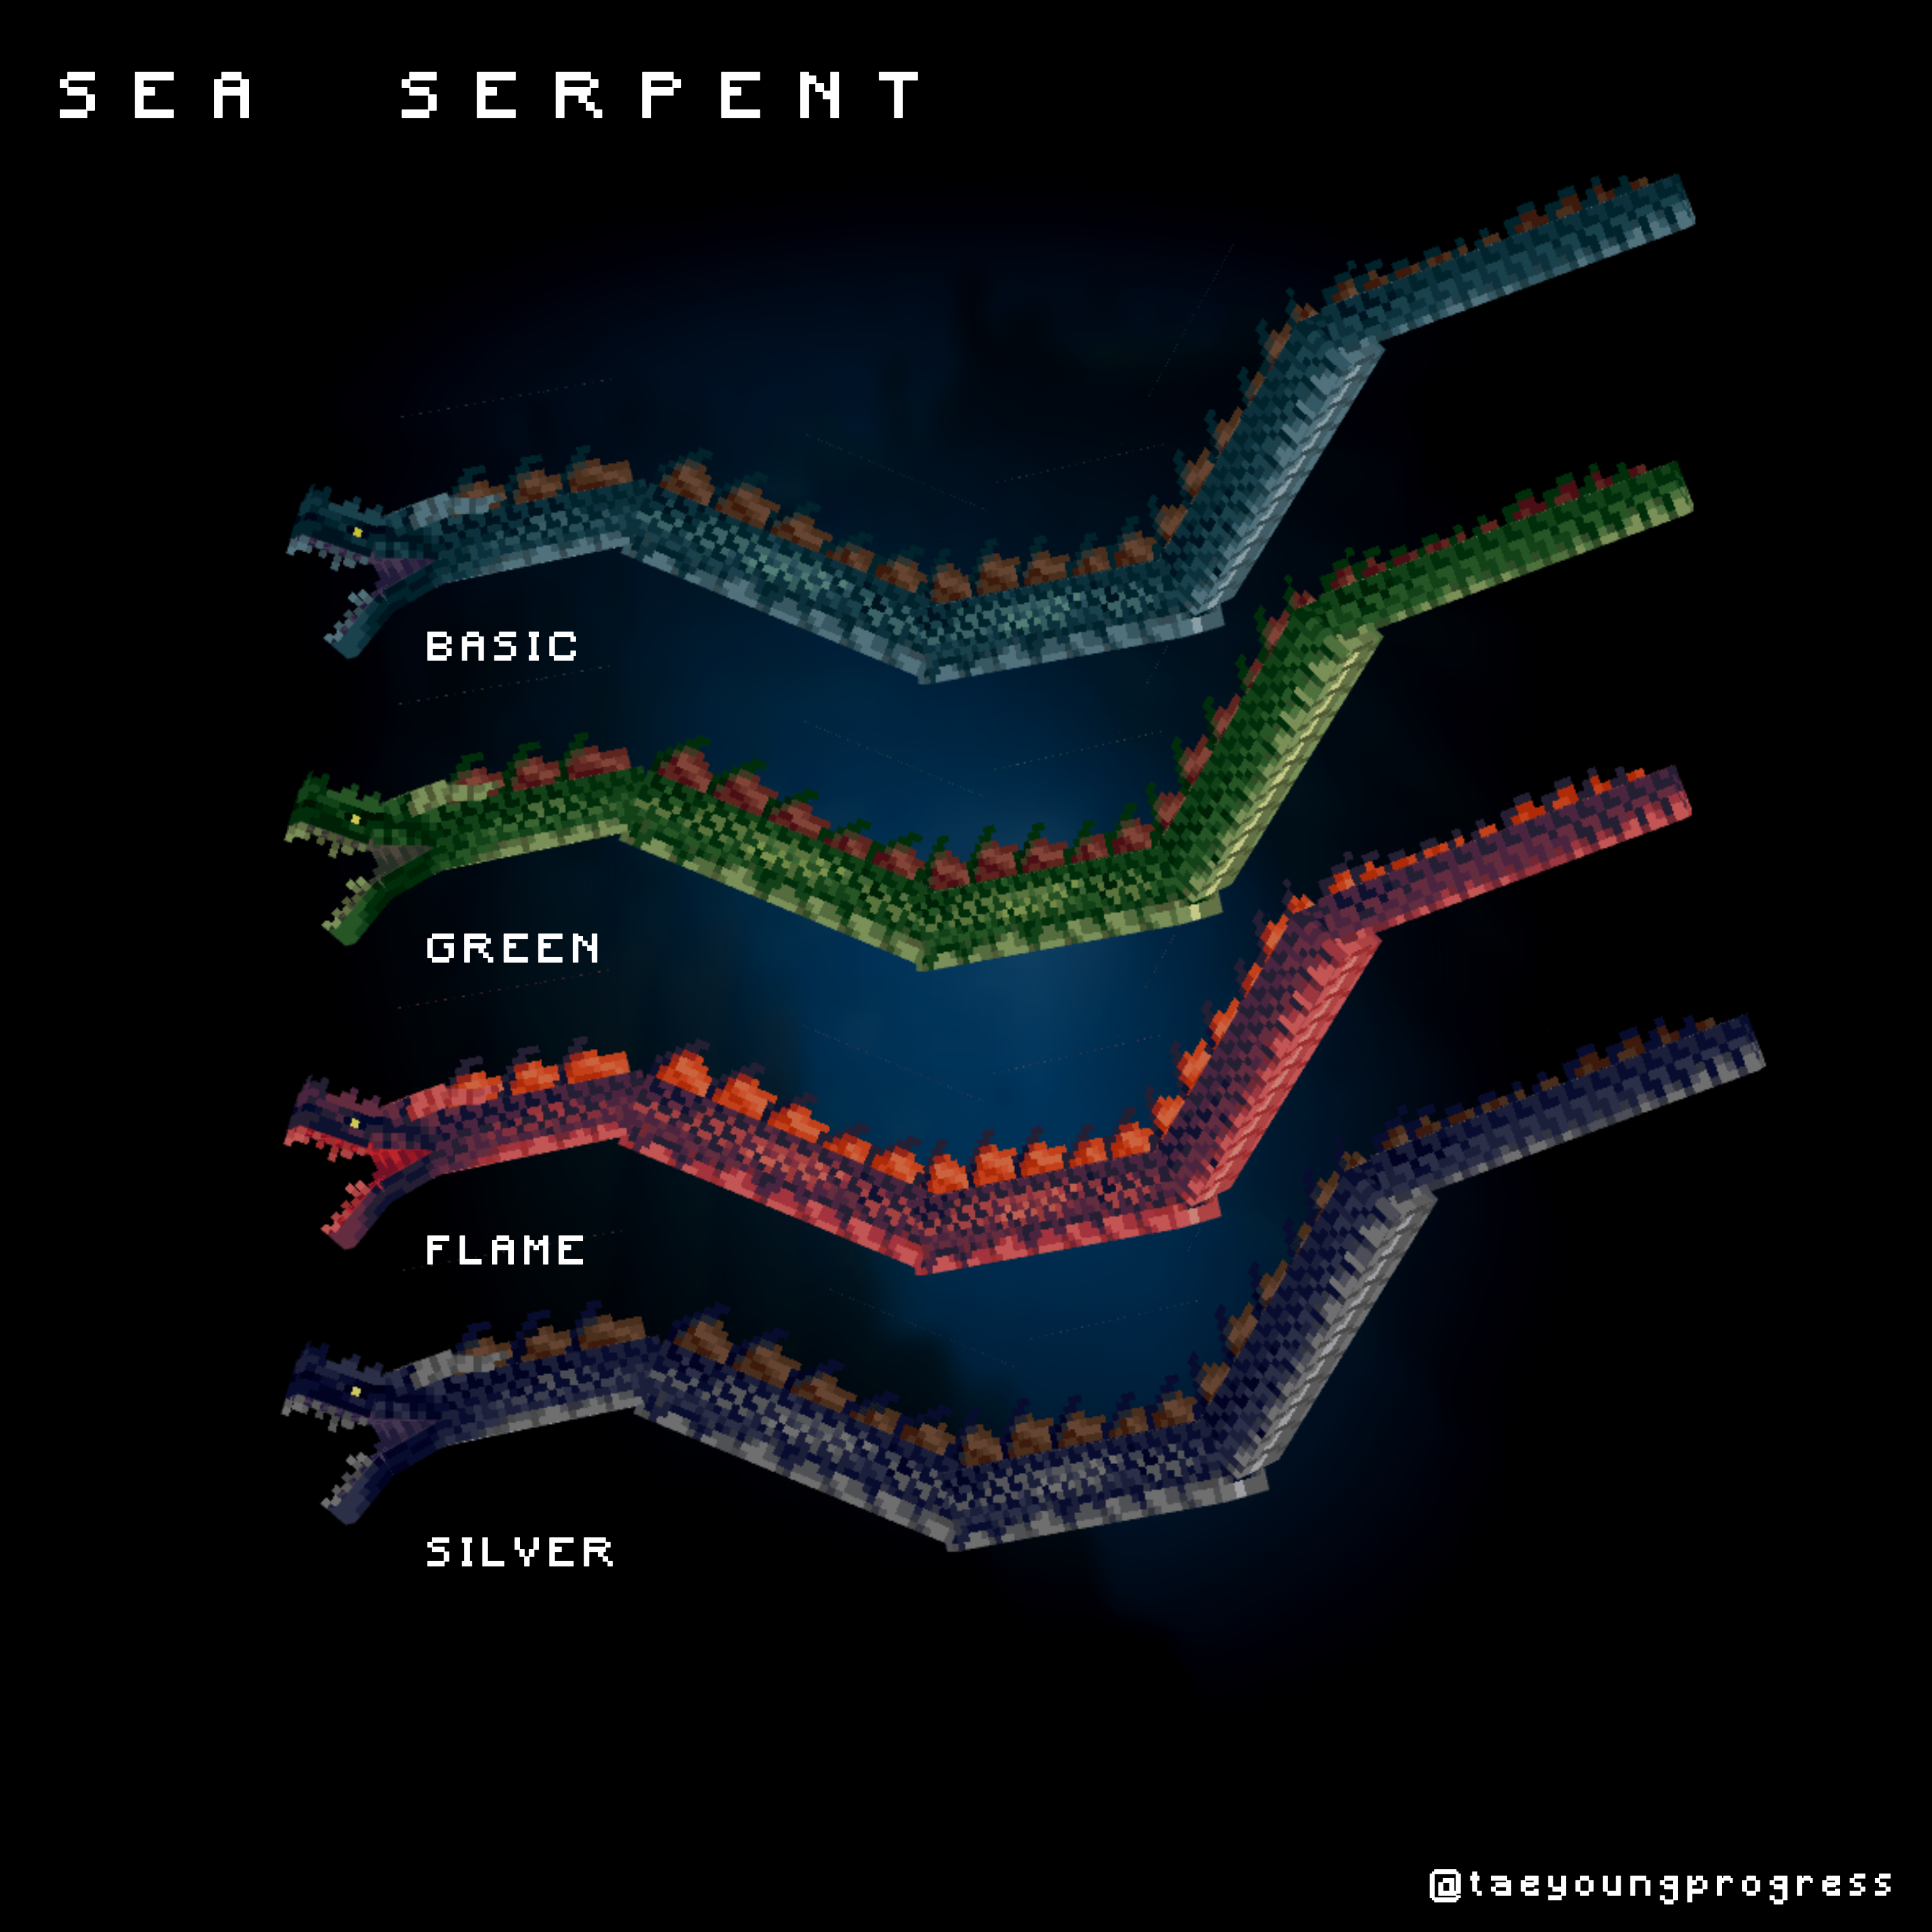 SEA SERPENT
BASIC
GREEN
FLAME
SILVER
@taeyoungprogress